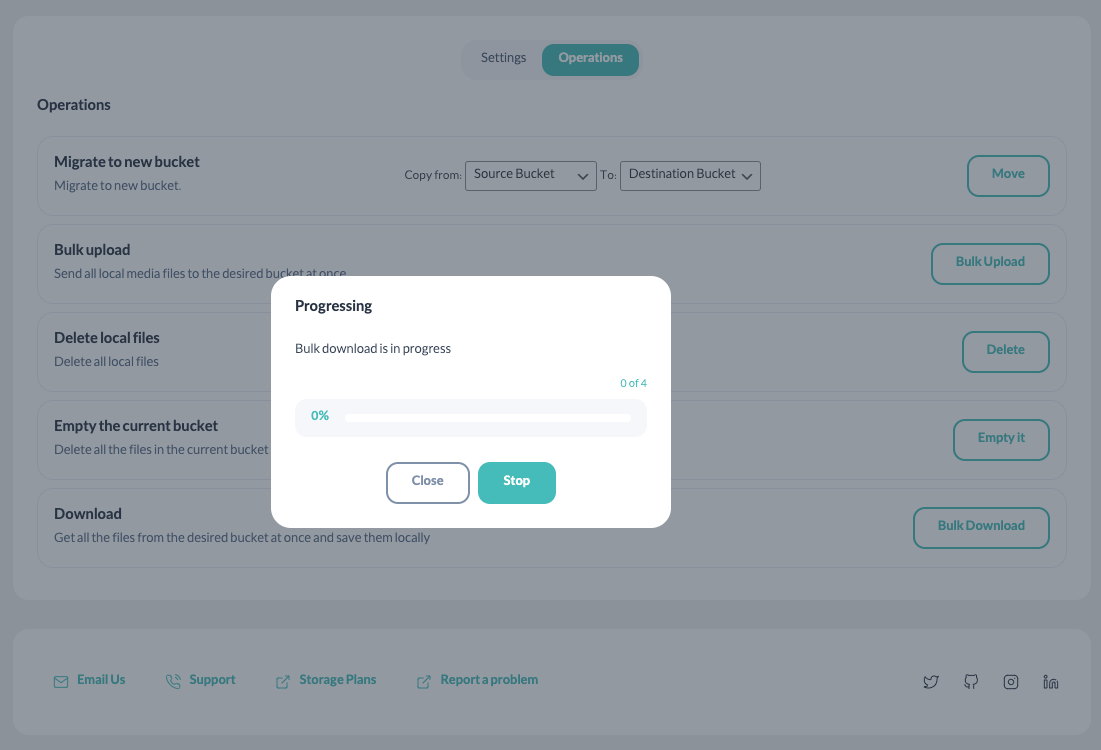 Settings
Operations
Operations
Migrate to new bucket
Migrate to new bucket.
Copy from: Source Bucket To: Destination Bucket
Move
Bulk upload
Send all local media files to the desired bucket at once
Bulk Upload
Delete local files
Delete all local files
Delete
Empty the current bucket
Delete all the files in the current bucket
Empty it
Download
Get all the files from the desired bucket at once and save them locally
Bulk Download
Progressing
Bulk download is in progress
0 of 4
0%
Close
Stop
Email Us
Support
Storage Plans
Report a problem